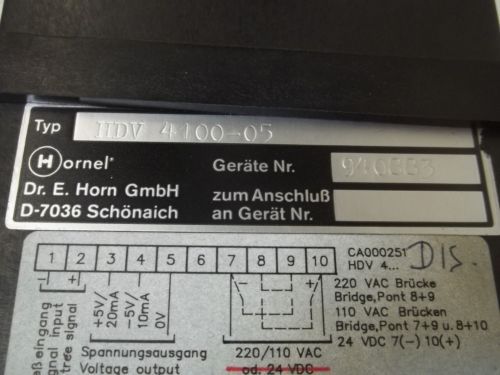 Typ HDV 4100-05
Hornel Geräte Nr.
Dr. E. Horn GmbH zum Anschluß
D-7036 Schönaich an Gerät Nr.
1 2 3 4 5 6 7 8 9 10 CA000251 DIS.
HDV 4...
- + +5V/20mA -5V/10mA 0V - + 220 VAC Brücke
Bridge,Pont 8+9
110 VAC Brücken
Bridge,Pont 7+9 u.8+10
ßeingang
signal input
tree signal
Spannungsausgang 220/110 VAC 24 VDC 7(-) 10(+)
Voltage output od. 24 VDC